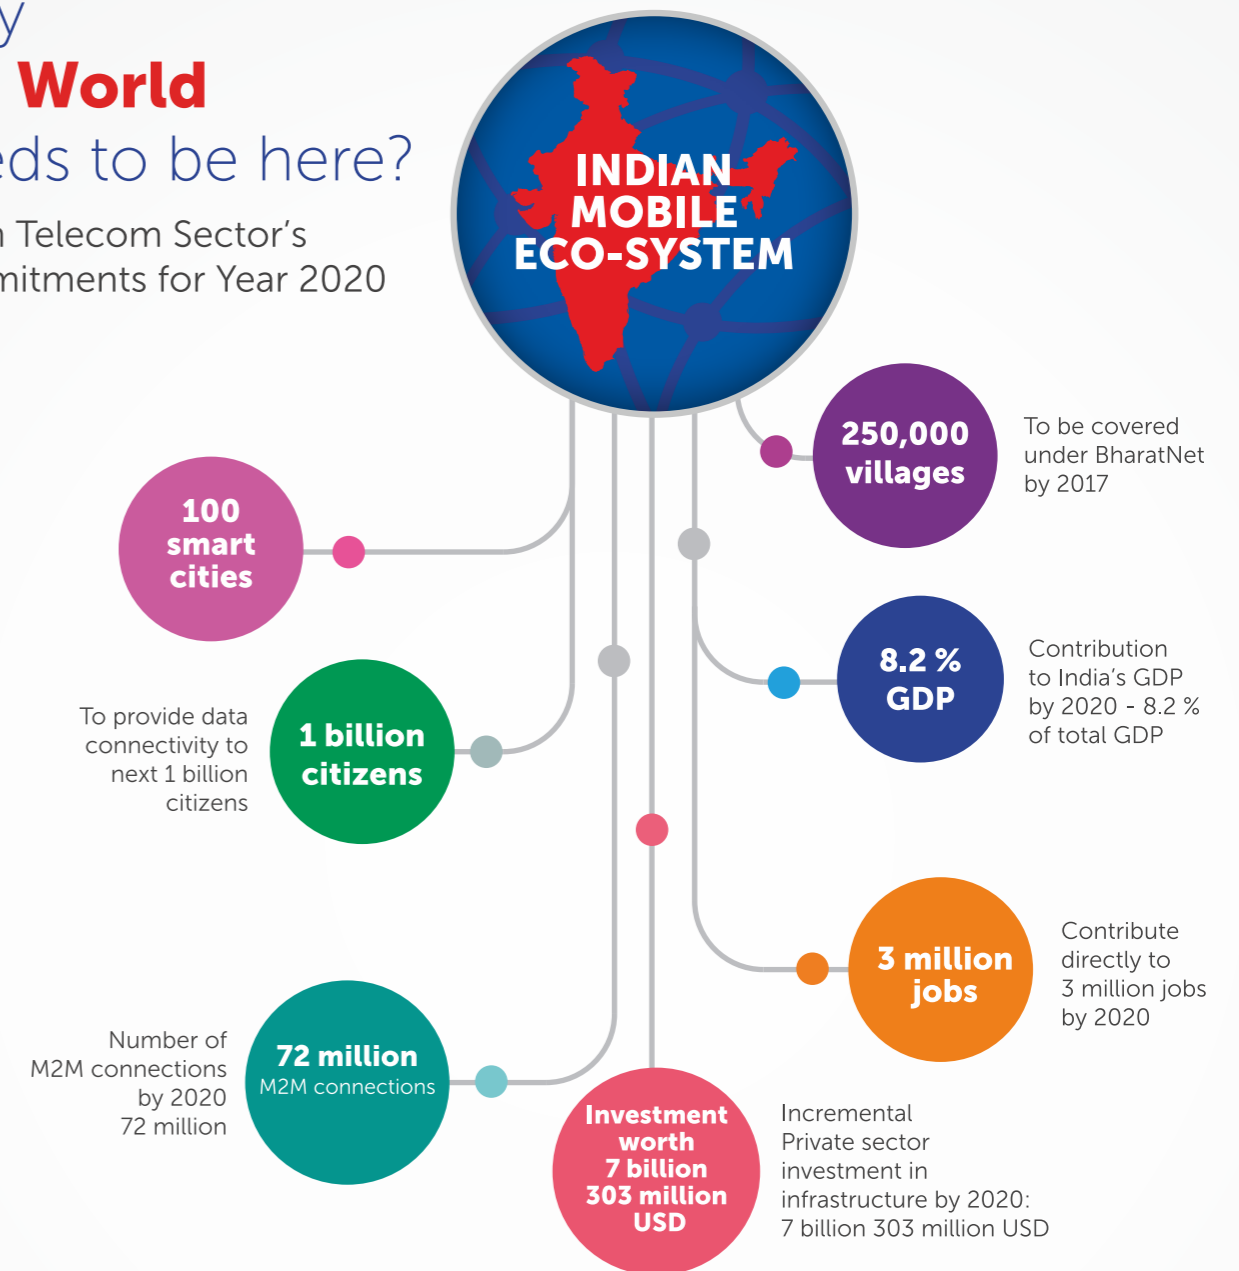 y
World
eds to be here?
n Telecom Sector's
mitments for Year 2020
INDIAN
MOBILE
ECO-SYSTEM
250,000
villages
To be covered
under BharatNet
by 2017
100
smart
cities
8.2 %
GDP
Contribution
to India's GDP
by 2020 - 8.2 %
of total GDP
To provide data
connectivity to
next 1 billion
citizens
1 billion
citizens
3 million
jobs
Contribute
directly to
3 million jobs
by 2020
Number of
M2M connections
by 2020
72 million
72 million
M2M connections
Investment
worth
7 billion
303 million
USD
Incremental
Private sector
investment in
infrastructure by 2020:
7 billion 303 million USD